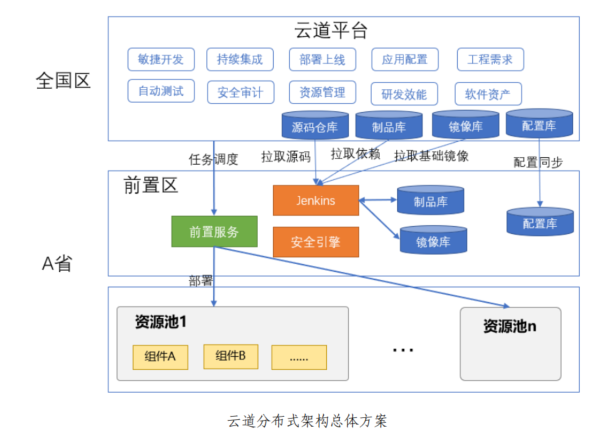 云道平台
敏捷开发 持续集成 部署上线 应用配置 工程需求
全国区
自动测试 安全审计 资源管理 研发效能 软件资产
源码仓库 制品库 镜像库 配置库
任务调度 拉取源码 拉取依赖 拉取基础镜像 配置同步
前置区
Jenkins 制品库
配置库
前置服务 安全引擎 镜像库
A省
部署
资源池1 资源池n
组件A 组件B ...... ...
云道分布式架构总体方案